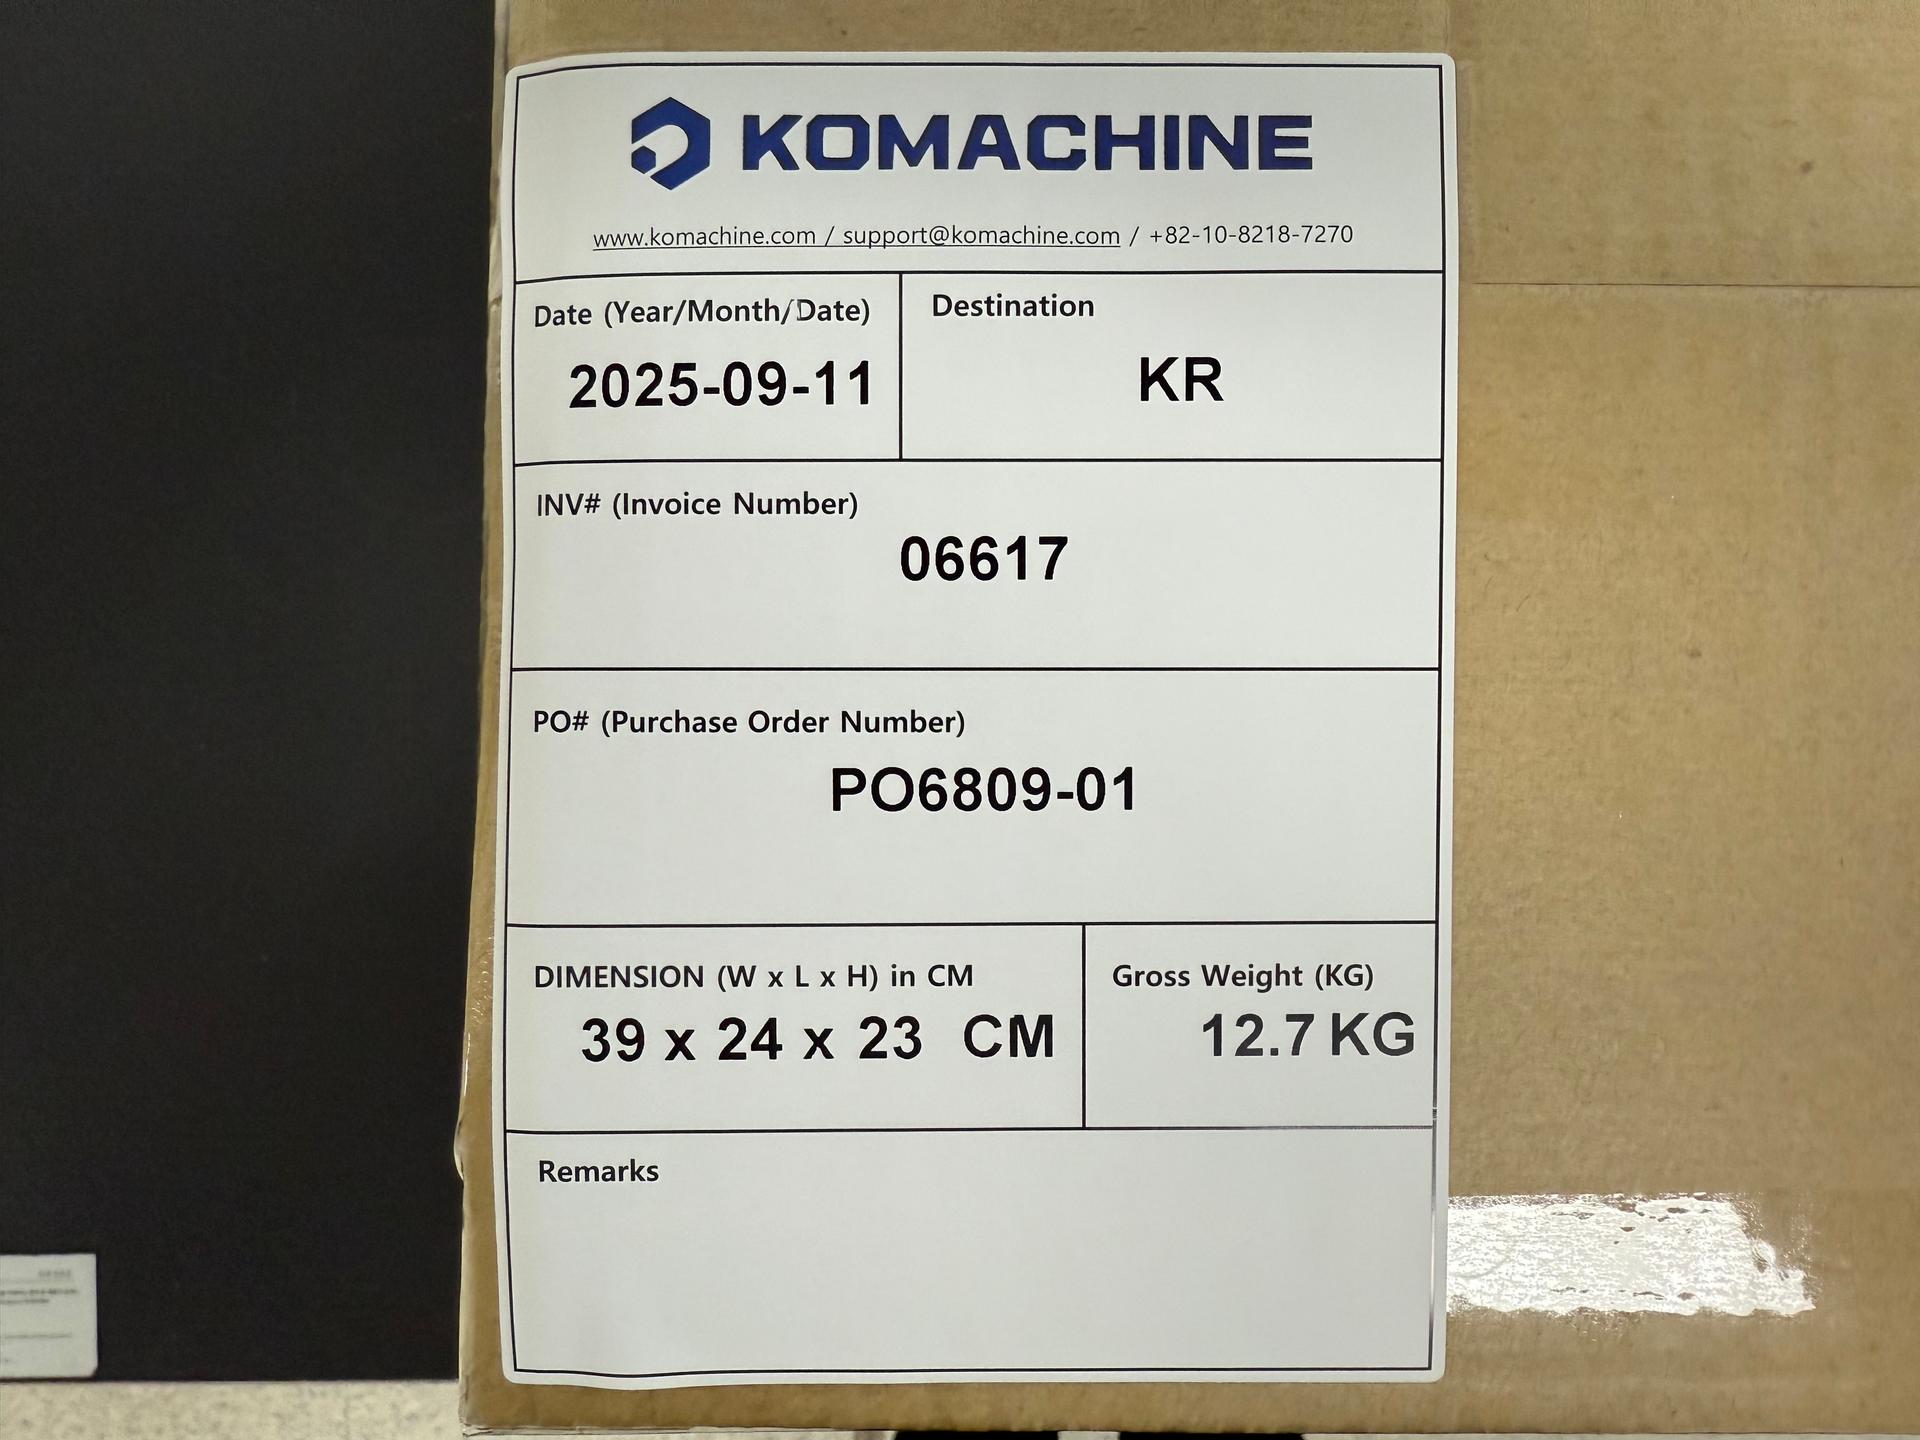 KOMACHINE
www.komachine.com / support@komachine.com / +82-10-8218-7270
Date (Year/Month/Date)
2025-09-11
Destination
KR
INV# (Invoice Number)
06617
PO# (Purchase Order Number)
PO6809-01
DIMENSION (W x L x H) in CM
39 x 24 x 23 CM
Gross Weight (KG)
12.7 KG
Remarks